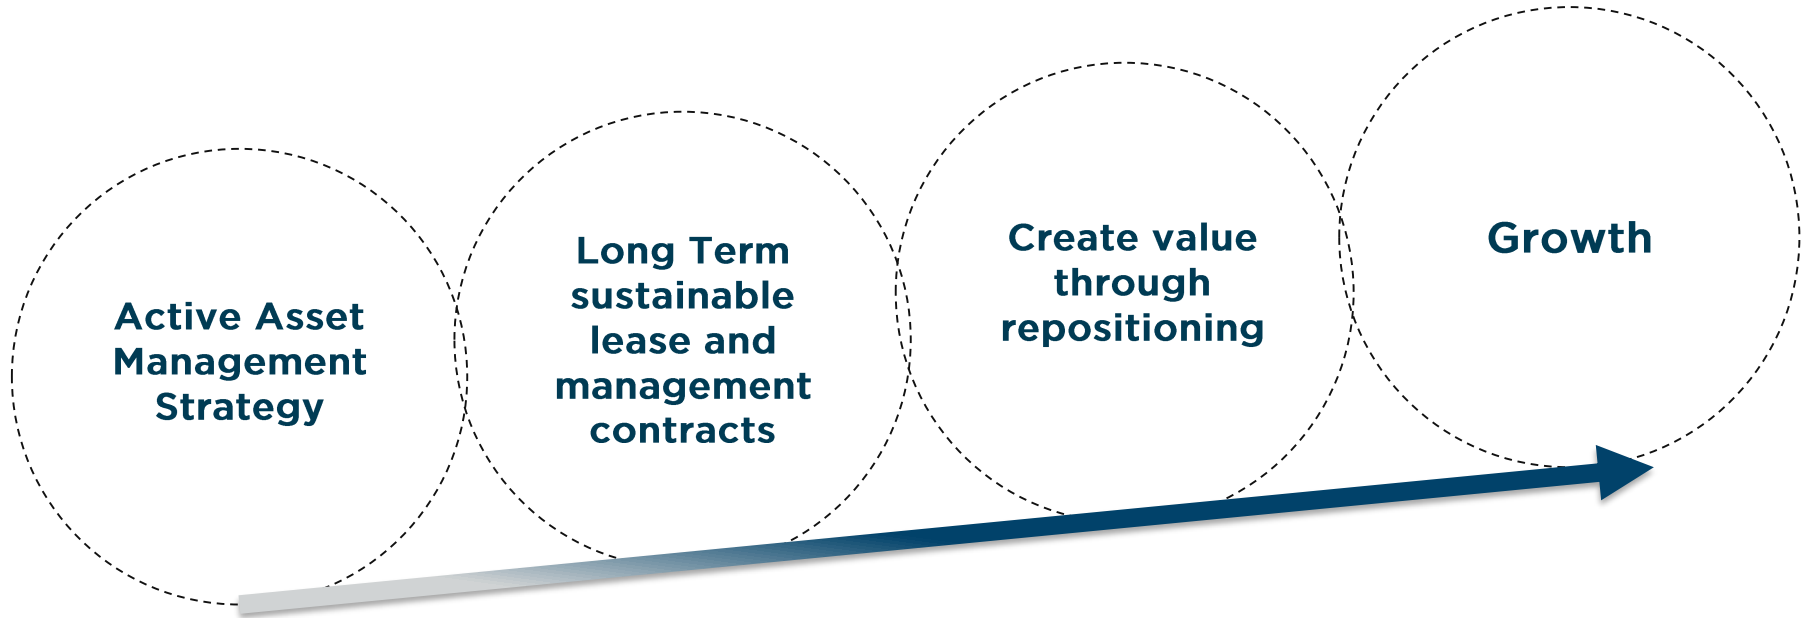 Active Asset
Management
Strategy
Long Term
sustainable
lease and
management
contracts
Create value
through
repositioning
Growth